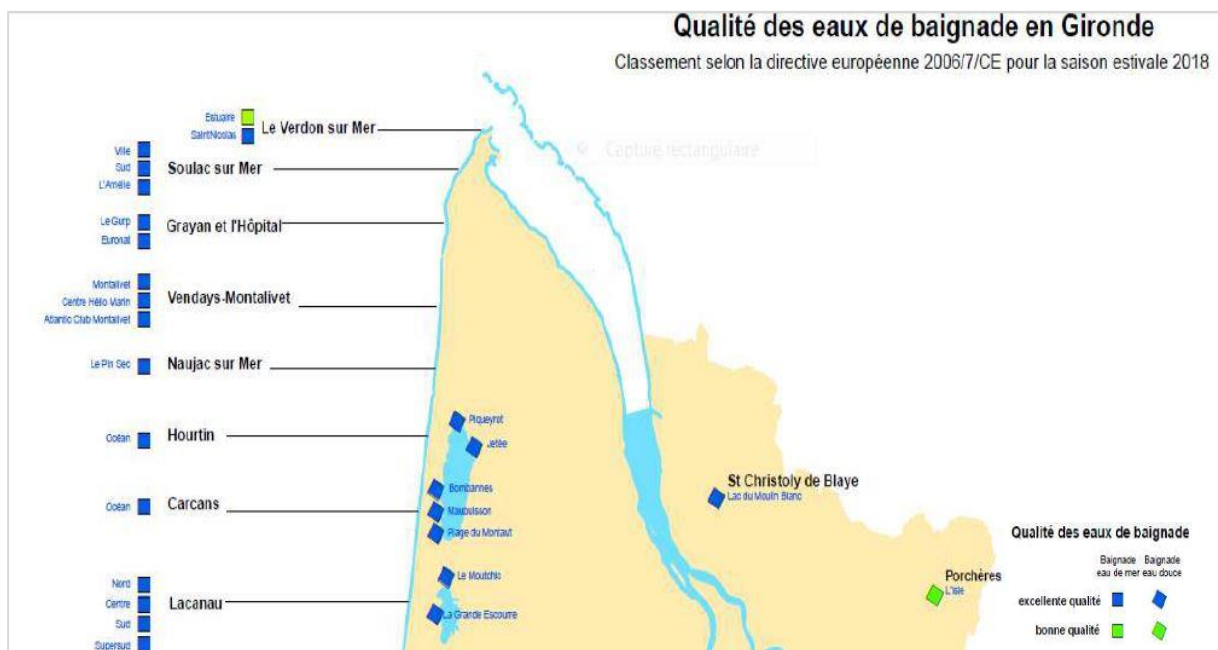 Qualité des eaux de baignade en Gironde
Classement selon la directive européenne 2006/7/CE pour la saison estivale 2018
Capture rectangulaire
Estuaire
Saint Nicolas
Le Verdon sur Mer
Ville
Sud
L'Amélie
Soulac sur Mer
Le Gurp
Euronat
Grayan et l'Hôpital
Montalivet
Centre Hélio Marin
Atlantic Club Montalivet
Vendays-Montalivet
Le Pin Sec
Naujac sur Mer
Océan
Hourtin
Piqueyrot
Jetée
Océan
Carcans
Bombannes
Maubuisson
Plage du Montaut
Nord
Centre
Sud
Supersud
Lacanau
Le Moutchic
La Grande Escourre
St Christoly de Blaye
Lac du Moulin Blanc
Porchères
L'Isle
Qualité des eaux de baignade
Baignade eau de mer
Baignade eau douce
excellente qualité
bonne qualité